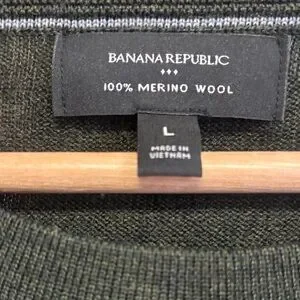 BANANA REPUBLIC
100% MERINO WOOL
L
MADE IN
VIETNAM